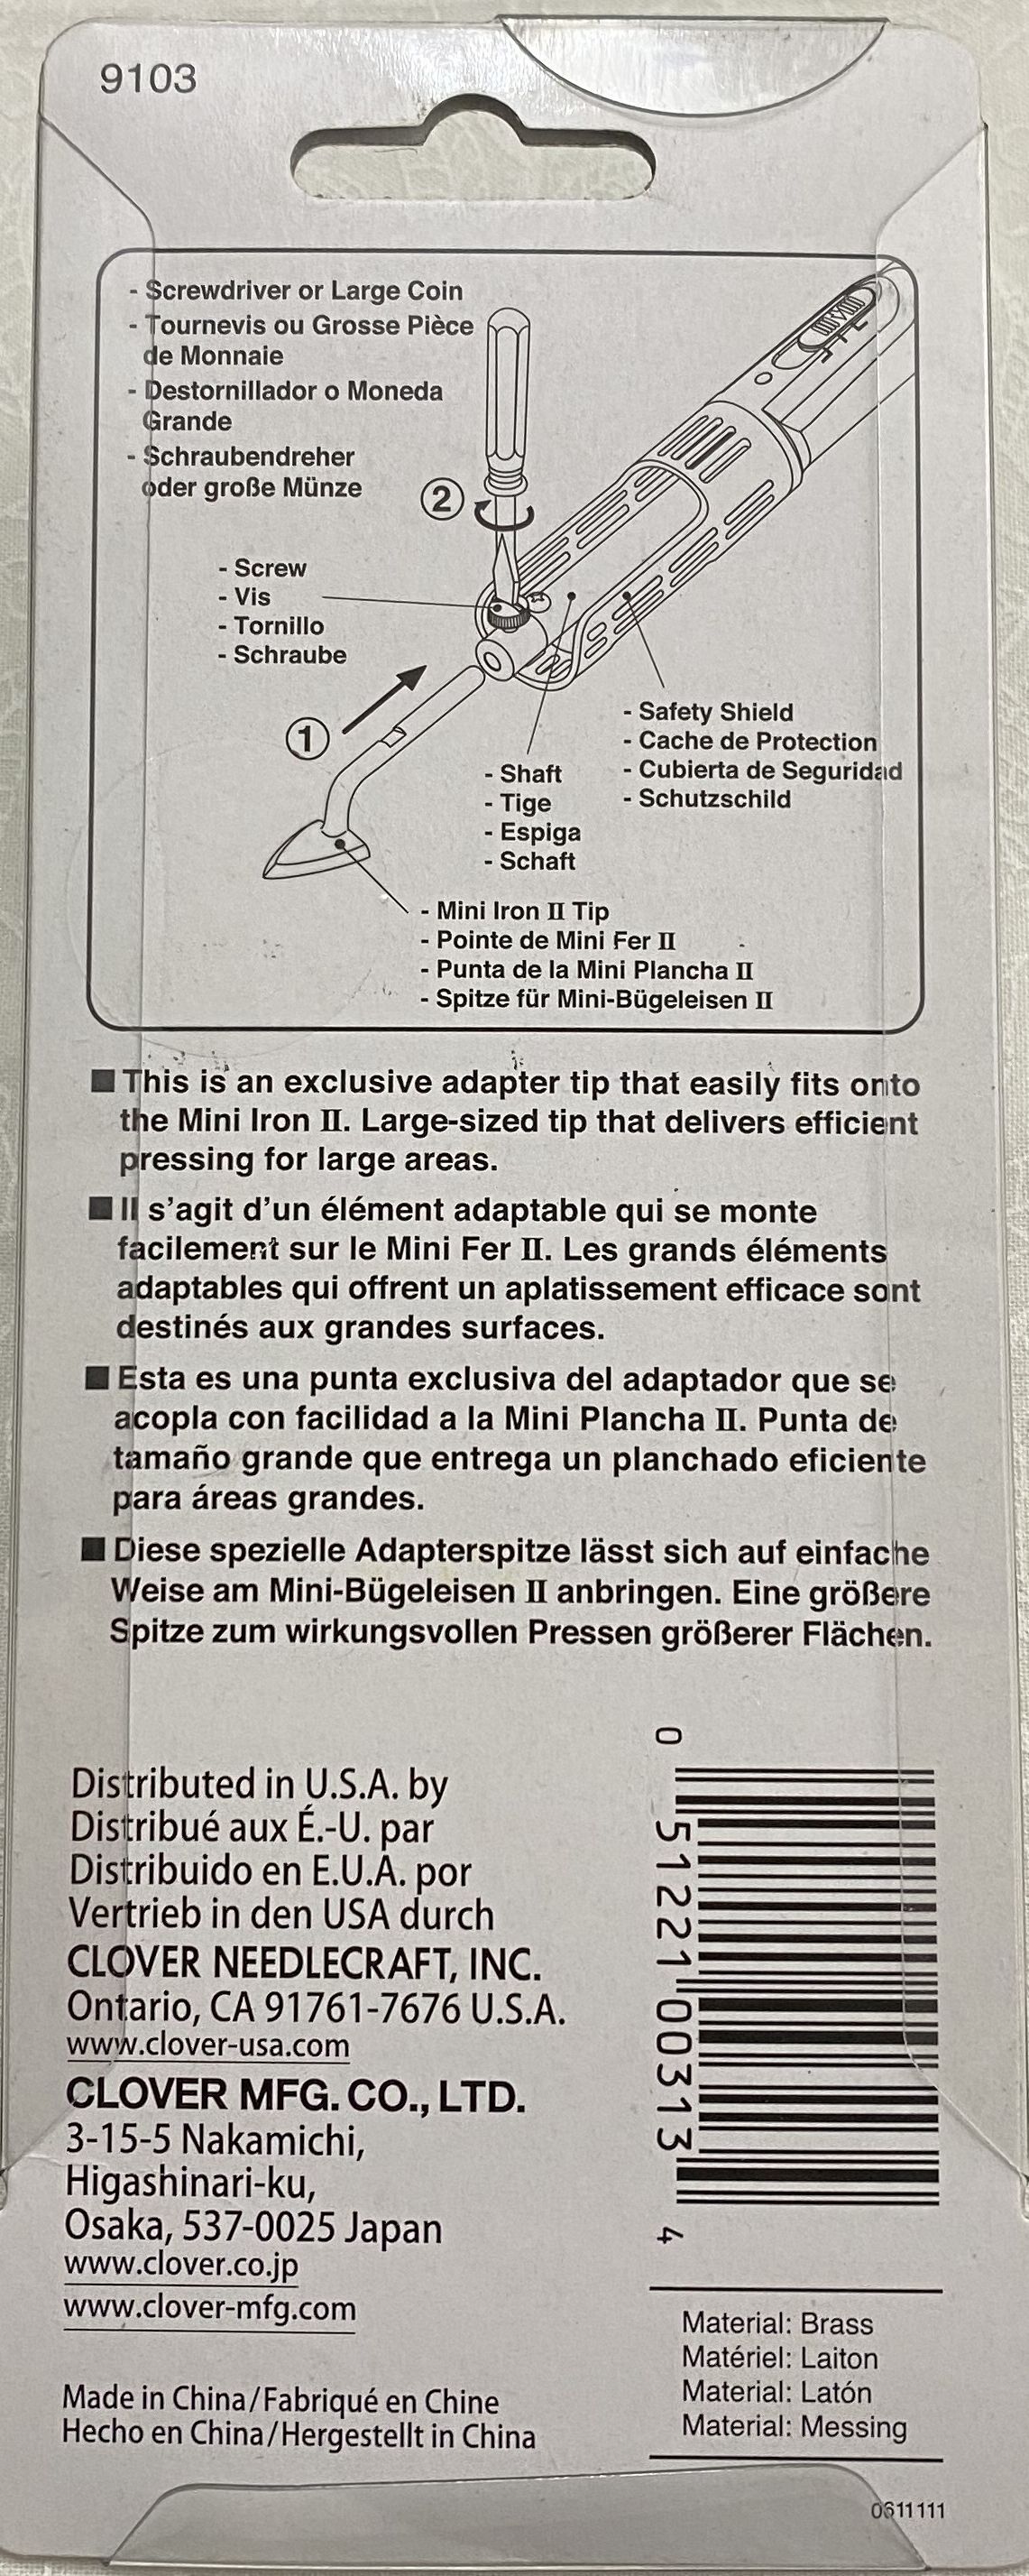 9103
- Screwdriver or Large Coin
- Tournevis ou Grosse Pièce
de Monnaie
- Destornillador o Moneda
Grande
- Schraubendreher
oder große Münze
②
- Screw
- Vis
- Tornillo
- Schraube
①
- Safety Shield
- Cache de Protection
- Cubierta de Seguridad
- Schutzschild
- Shaft
- Tige
- Espiga
- Schaft
- Mini Iron II Tip
- Pointe de Mini Fer II
- Punta de la Mini Plancha II
- Spitze für Mini-Bügeleisen II
■ This is an exclusive adapter tip that easily fits onto
the Mini Iron II. Large-sized tip that delivers efficient
pressing for large areas.
■ Il s'agit d'un élément adaptable qui se monte
facilement sur le Mini Fer II. Les grands éléments
adaptables qui offrent un aplatissement efficace sont
destinés aux grandes surfaces.
■ Esta es una punta exclusiva del adaptador que se
acopla con facilidad a la Mini Plancha II. Punta de
tamaño grande que entrega un planchado eficiente
para áreas grandes.
■ Diese spezielle Adapterspitze lässt sich auf einfache
Weise am Mini-Bügeleisen II anbringen. Eine größere
Spitze zum wirkungsvollen Pressen größerer Flächen.
Distributed in U.S.A. by
Distribué aux É.-U. par
Distribuido en E.U.A. por
Vertrieb in den USA durch
CLOVER NEEDLECRAFT, INC.
Ontario, CA 91761-7676 U.S.A.
www.clover-usa.com
CLOVER MFG. CO., LTD.
3-15-5 Nakamichi,
Higashinari-ku,
Osaka, 537-0025 Japan
www.clover.co.jp
www.clover-mfg.com
Made in China/Fabriqué en Chine
Hecho en China/Hergestellt in China
0 51221 00313 4
Material: Brass
Matériel: Laiton
Material: Latón
Material: Messing
0611111